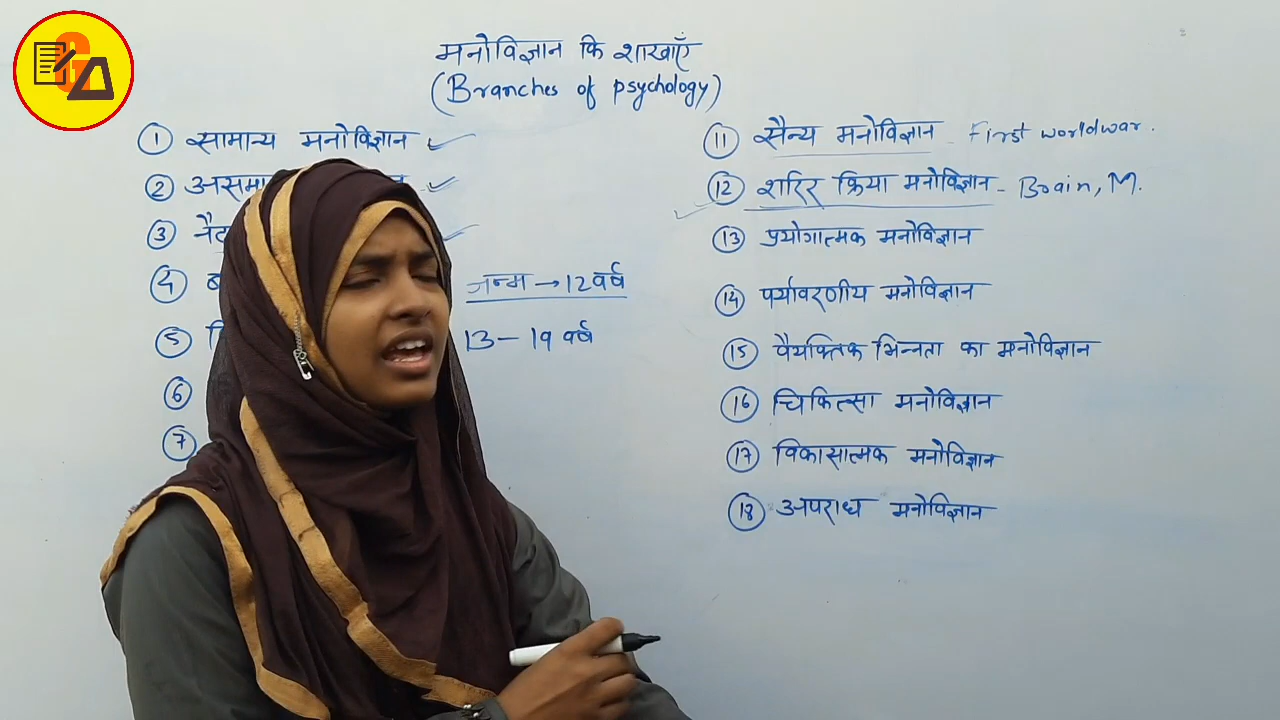 मनोविज्ञान कि शाखाएँ
(Branches of psychology)
① सामान्य मनोविज्ञान
②
③
④ जन्म → 12 वर्ष
⑤ 13 – 19 वर्ष
⑥
⑦
⑪ सैन्य मनोविज्ञान - First world war.
⑫ शरिर क्रिया मनोविज्ञान - Brain, M.
⑬ प्रयोगात्मक मनोविज्ञान
⑭ पर्यावरणीय मनोविज्ञान
⑮ वैयक्तिक भिन्नता का मनोविज्ञान
⑯ चिकित्सा मनोविज्ञान
⑰ विकासात्मक मनोविज्ञान
⑱ अपराध मनोविज्ञान